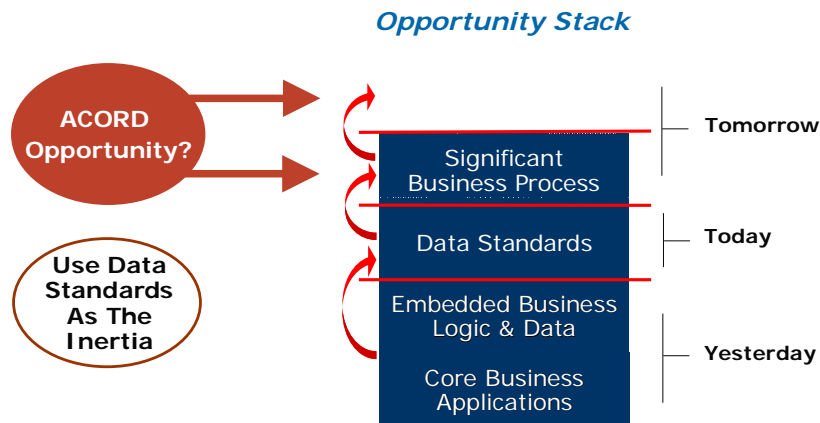 Opportunity Stack
ACORD
Opportunity?
Tomorrow
Significant
Business Process
Data Standards
Today
Use Data
Standards
As The
Inertia
Embedded Business
Logic & Data
Yesterday
Core Business
Applications